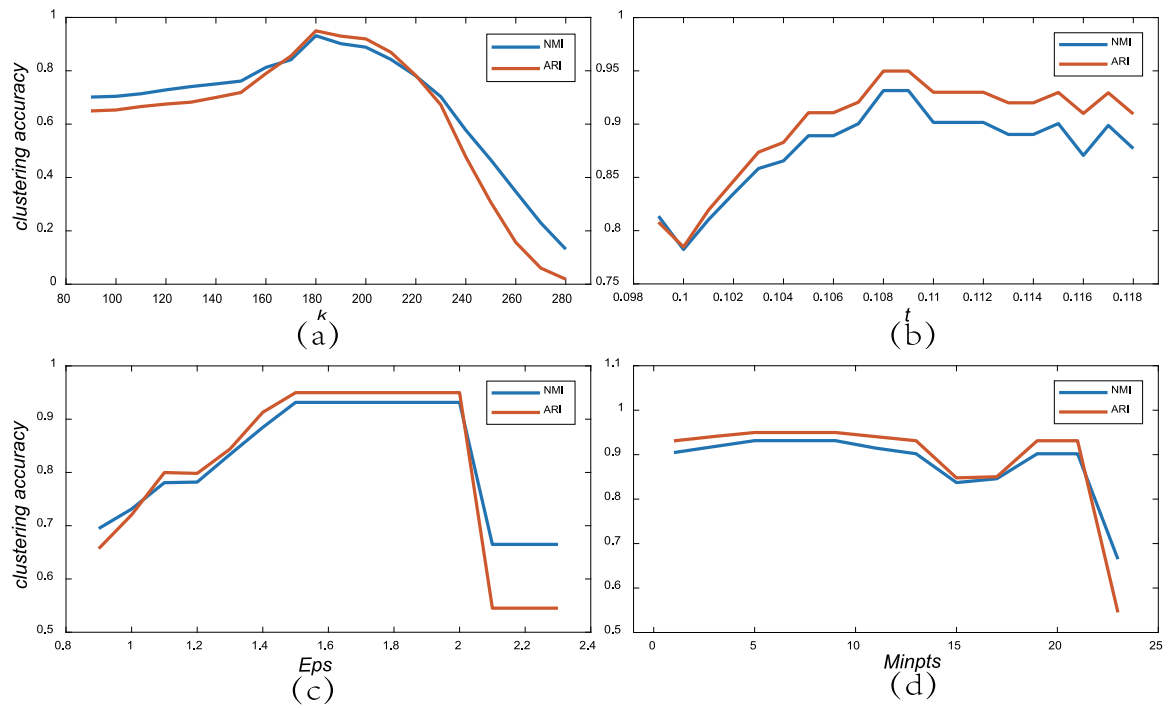 1
0.8
0.6
0.4
0.2
0
clustering accuracy
NMI
ARI
80 100 120 140 160 180 200 220 240 260 280
k
(a)
1
0.95
0.9
0.85
0.8
0.75
NMI
ARI
0.098 0.1 0.102 0.104 0.106 0.108 0.11 0.112 0.114 0.116 0.118
t
(b)
1
0.9
0.8
0.7
0.6
0.5
clustering accuracy
NMI
ARI
0.8 1 1.2 1.4 1.6 1.8 2 2.2 2.4
Eps
(c)
1.1
1
0.9
0.8
0.7
0.6
0.5
NMI
ARI
0 5 10 15 20 25
Minpts
(d)